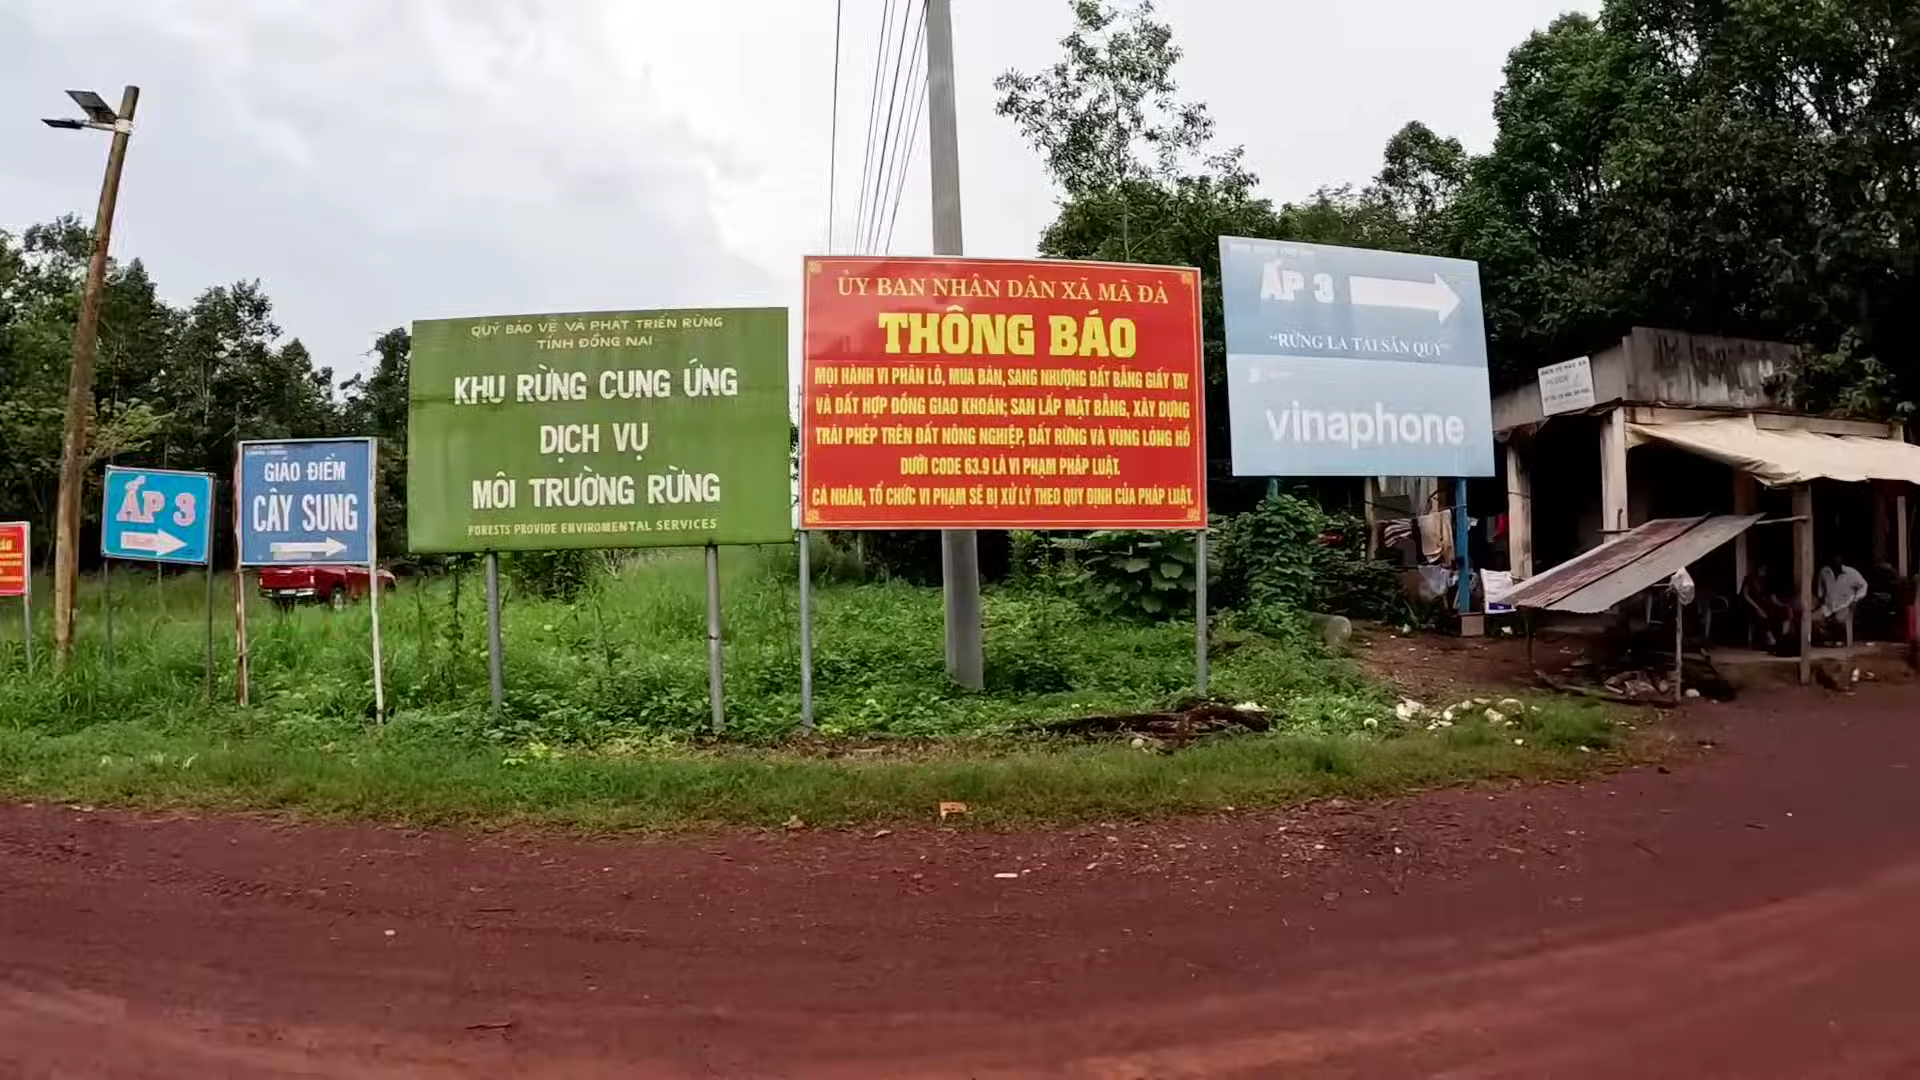 ẤP 3
GIÁO ĐIỂM
CÂY SUNG
QUỸ BẢO VỆ VÀ PHÁT TRIỂN RỪNG
TỈNH ĐỒNG NAI
KHU RỪNG CUNG ỨNG
DỊCH VỤ
MÔI TRƯỜNG RỪNG
FORESTS PROVIDE ENVIROMENTAL SERVICES
ỦY BAN NHÂN DÂN XÃ MÃ ĐÀ
THÔNG BÁO
MỌI HÀNH VI PHÂN LÔ, MUA BÁN, SANG NHƯỢNG ĐẤT BẰNG GIẤY TAY
VÀ ĐẤT HỢP ĐỒNG GIAO KHOÁN; SAN LẤP MẶT BẰNG, XÂY DỰNG
TRÁI PHÉP TRÊN ĐẤT NÔNG NGHIỆP, ĐẤT RỪNG VÀ VÙNG LÒNG HỒ
DƯỚI CODE 63.9 LÀ VI PHẠM PHÁP LUẬT.
CÁ NHÂN, TỔ CHỨC VI PHẠM SẼ BỊ XỬ LÝ THEO QUY ĐỊNH CỦA PHÁP LUẬT.
ẤP 3
"RỪNG LÀ TÀI SẢN QUÝ"
vinaphone